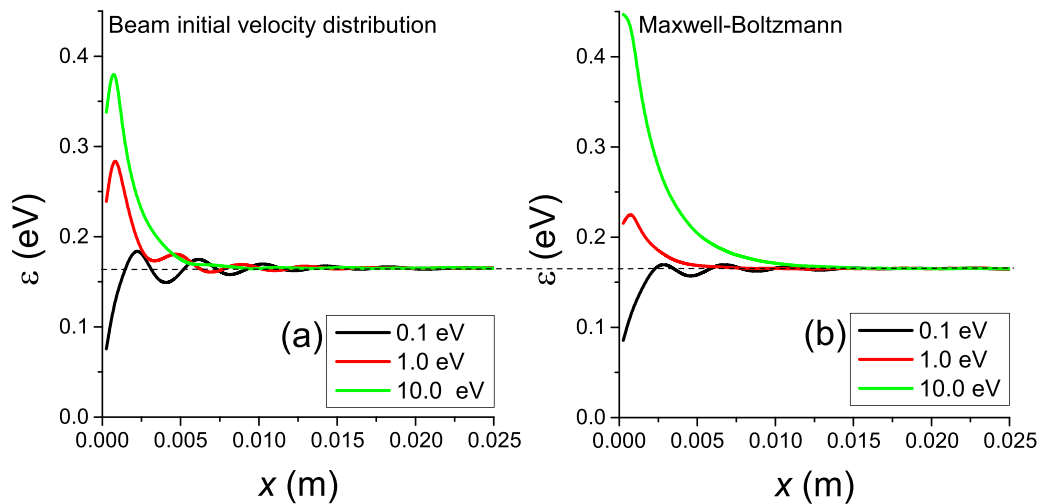 Beam initial velocity distribution
ε (eV)
0.4
0.3
0.2
0.1
0.0
(a)
0.1 eV
1.0 eV
10.0 eV
0.000 0.005 0.010 0.015 0.020 0.025
x (m)
Maxwell-Boltzmann
ε (eV)
0.4
0.3
0.2
0.1
0.0
(b)
0.1 eV
1.0 eV
10.0 eV
0.000 0.005 0.010 0.015 0.020 0.025
x (m)